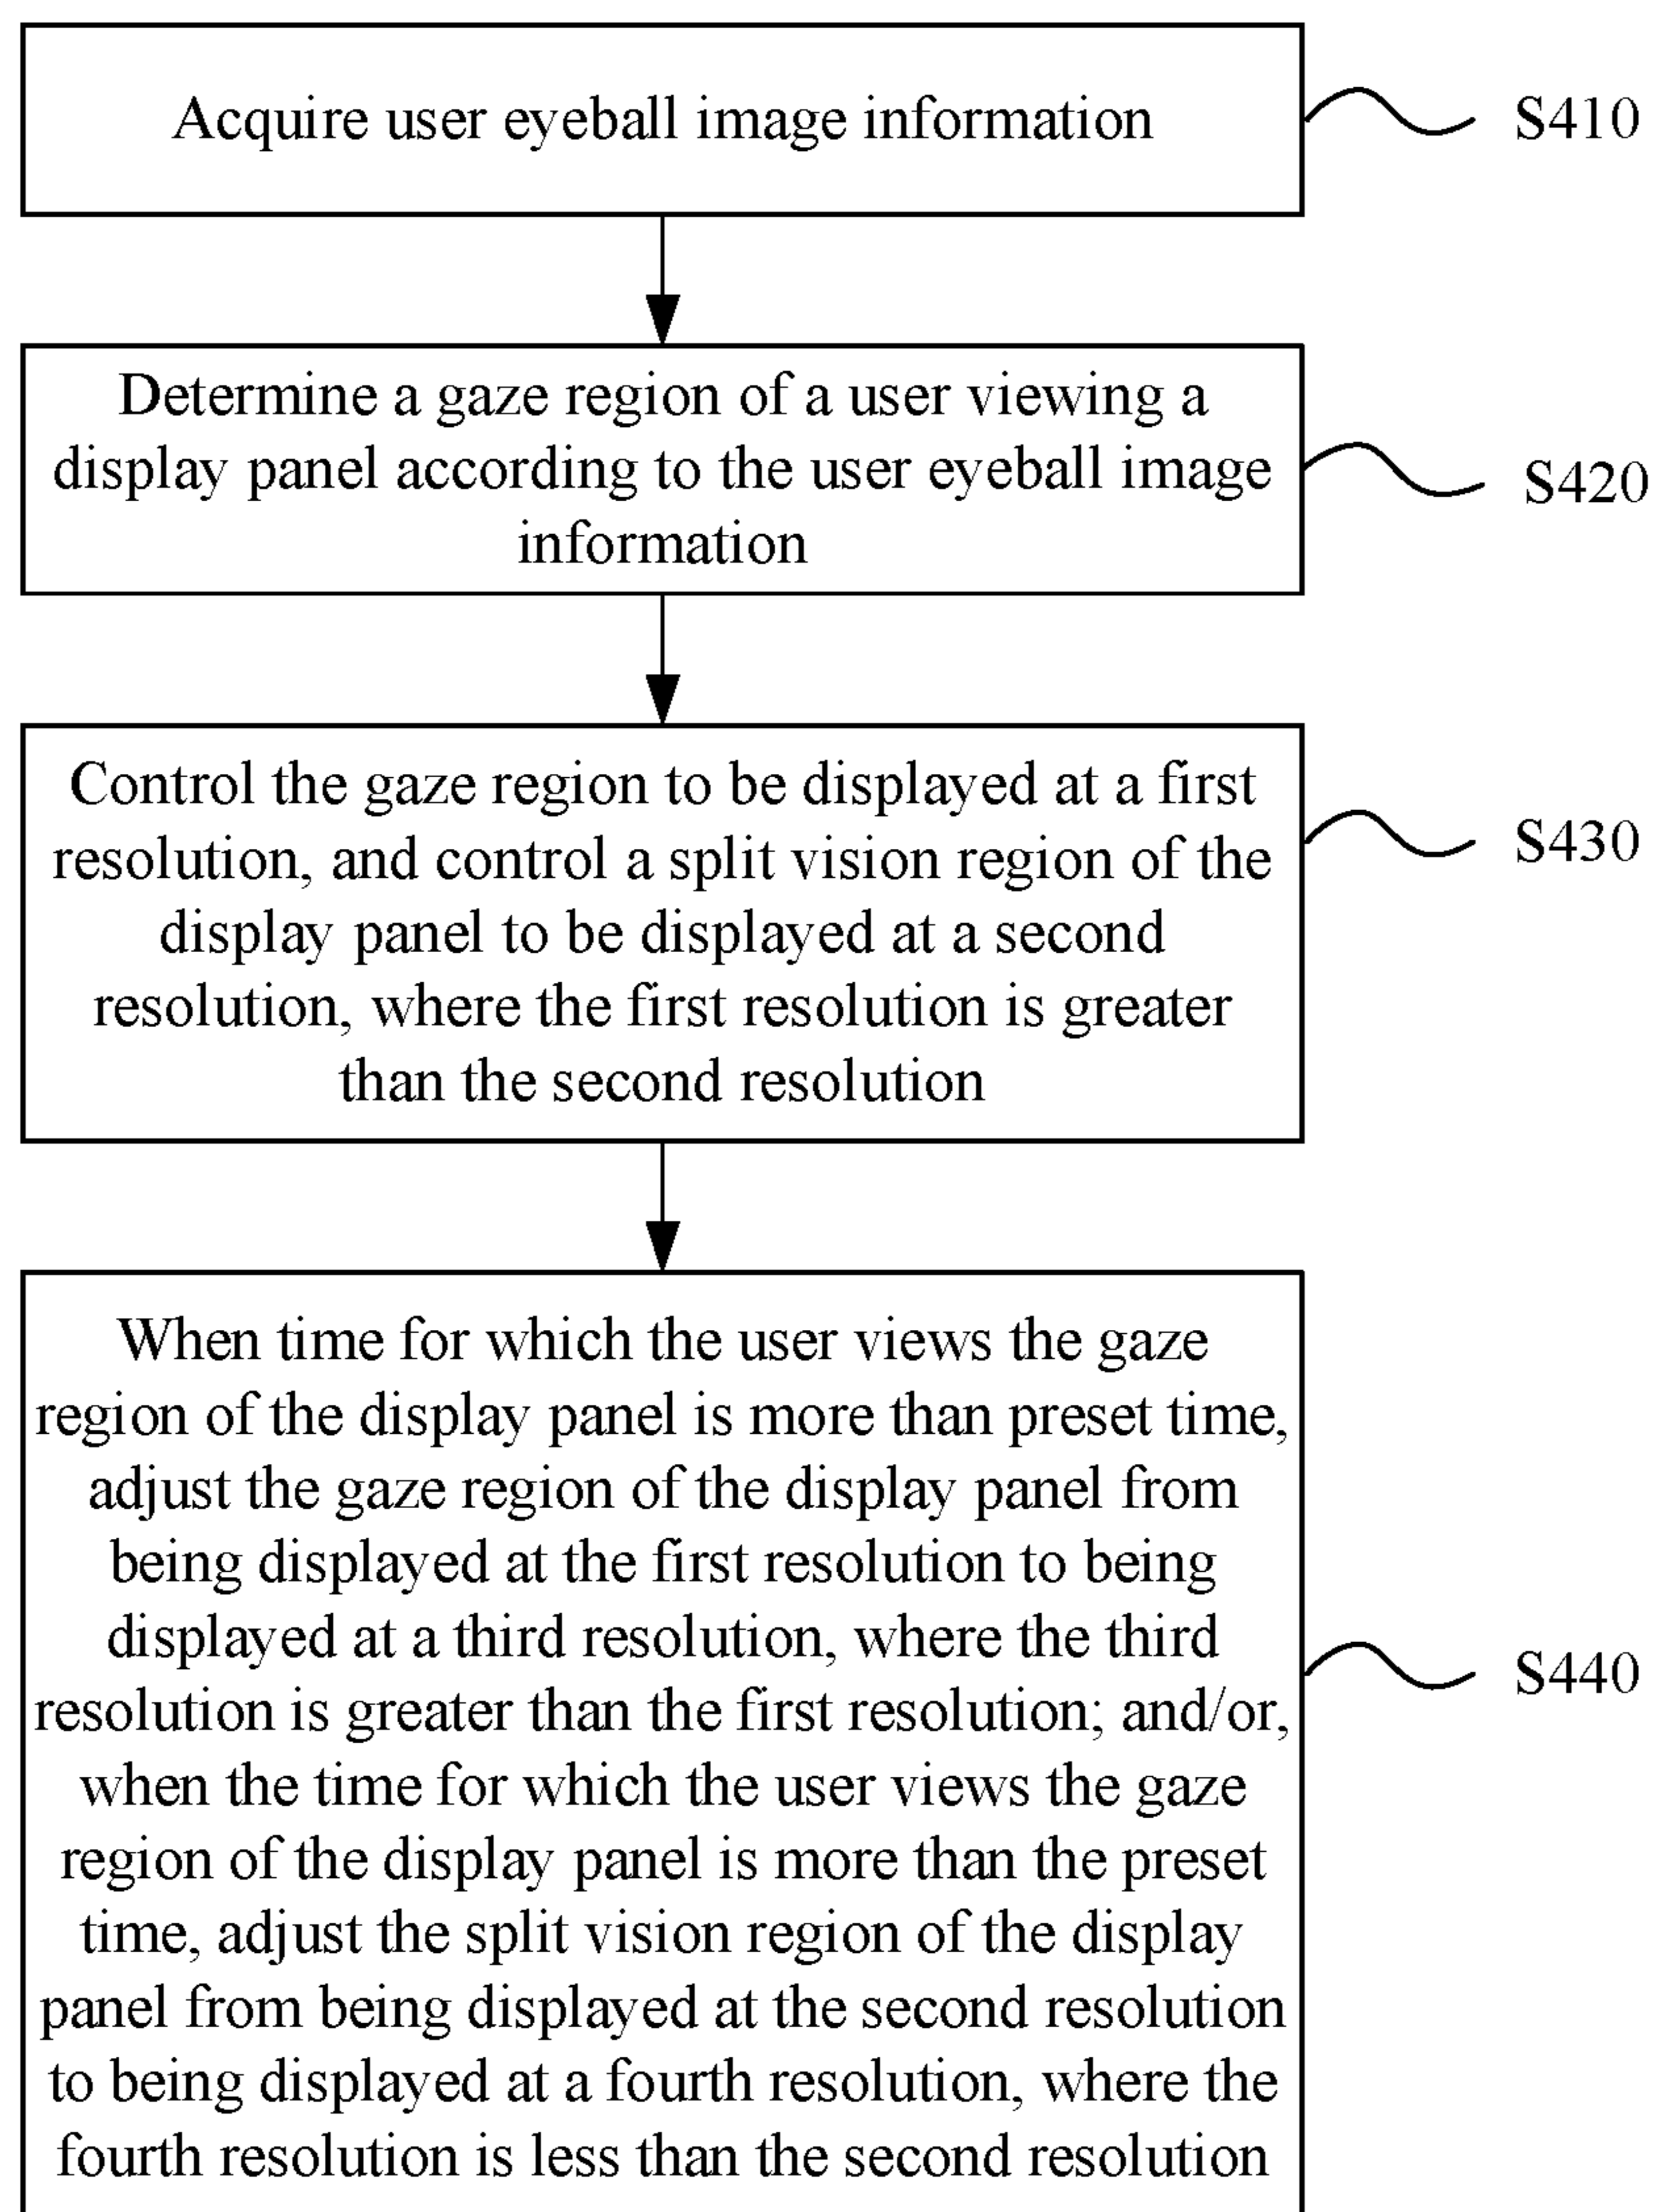 Acquire user eyeball image information
S410
Determine a gaze region of a user viewing a
display panel according to the user eyeball image
information
S420
Control the gaze region to be displayed at a first
resolution, and control a split vision region of the
display panel to be displayed at a second
resolution, where the first resolution is greater
than the second resolution
S430
When time for which the user views the gaze
region of the display panel is more than preset time,
adjust the gaze region of the display panel from
being displayed at the first resolution to being
displayed at a third resolution, where the third
resolution is greater than the first resolution; and/or,
when the time for which the user views the gaze
region of the display panel is more than the preset
time, adjust the split vision region of the display
panel from being displayed at the second resolution
to being displayed at a fourth resolution, where the
fourth resolution is less than the second resolution
S440